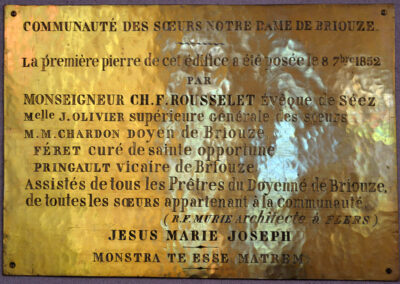 COMMUNAUTÉ DES SŒURS NOTRE DAME DE BRIOUZE.
La première pierre de cet édifice a été posée le 8 7bre 1852
PAR
MONSEIGNEUR CH. F. ROUSSELET Évêque de Séez
Melle J. OLIVIER supérieure générale des sœurs
M.M. CHARDON doyen de Briouze
FÉRET curé de sainte opportune
PRINGAULT vicaire de Briouze.
Assistés de tous les Prêtres du Doyenné de Briouze,
de toutes les sœurs appartenant à la communauté.
(R.F. MURIE architecte à FLERS)
JESUS MARIE JOSEPH
MONSTRA TE ESSE MATREM